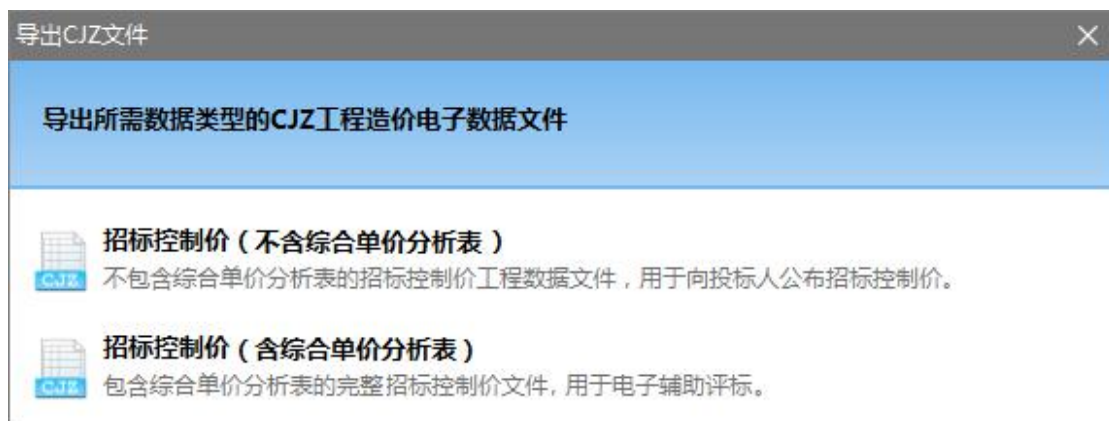 导出CJZ文件
导出所需数据类型的CJZ工程造价电子数据文件
招标控制价（不含综合单价分析表）
CJZ 不包含综合单价分析表的招标控制价工程数据文件，用于向投标人公布招标控制价。
招标控制价 ( 含综合单价分析表 )
CJZ 包含综合单价分析表的完整招标控制价文件, 用于电子辅助评标。